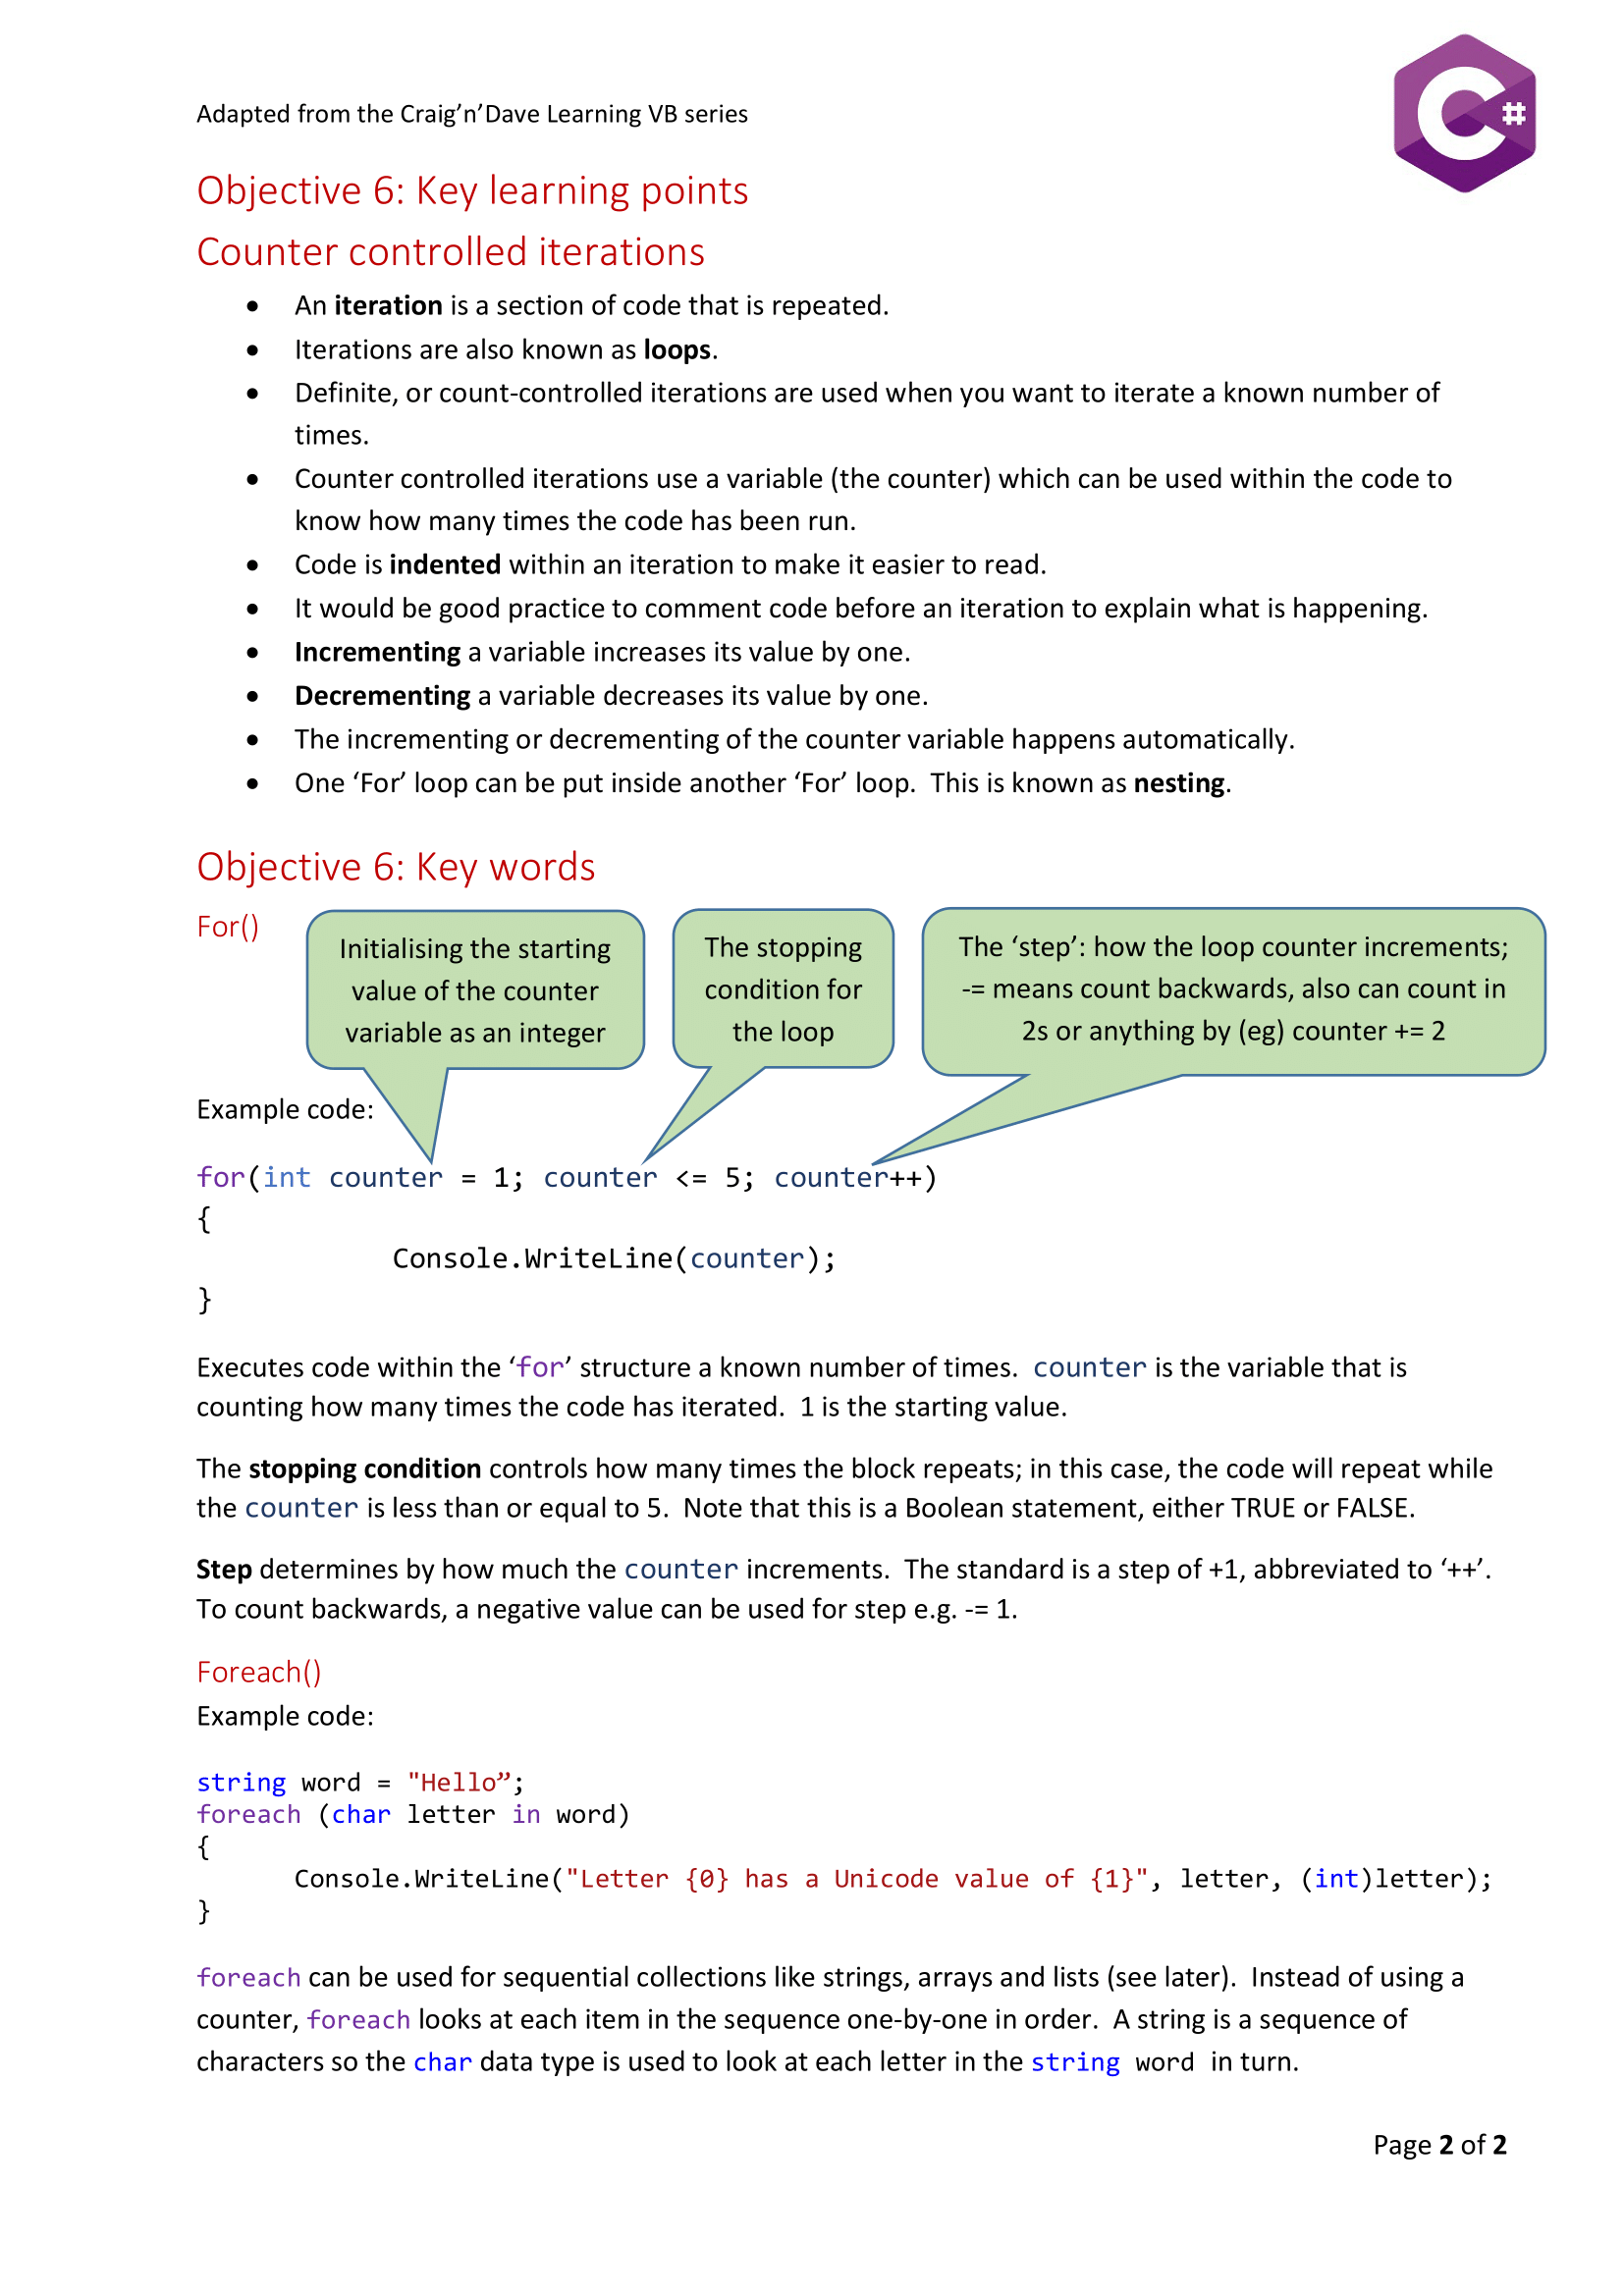 Adapted from the Craig’n’Dave Learning VB series
C#
Objective 6: Key learning points
Counter controlled iterations
• An iteration is a section of code that is repeated.
• Iterations are also known as loops.
• Definite, or count-controlled iterations are used when you want to iterate a known number of
times.
• Counter controlled iterations use a variable (the counter) which can be used within the code to
know how many times the code has been run.
• Code is indented within an iteration to make it easier to read.
• It would be good practice to comment code before an iteration to explain what is happening.
• Incrementing a variable increases its value by one.
• Decrementing a variable decreases its value by one.
• The incrementing or decrementing of the counter variable happens automatically.
• One ‘For’ loop can be put inside another ‘For’ loop.  This is known as nesting.
Objective 6: Key words
For()
Initialising the starting
value of the counter
variable as an integer
The stopping
condition for
the loop
The ‘step’: how the loop counter increments;
-= means count backwards, also can count in
2s or anything by (eg) counter += 2
Example code:
for(int counter = 1; counter <= 5; counter++)
{
Console.WriteLine(counter);
}
Executes code within the ‘for’ structure a known number of times.  counter is the variable that is
counting how many times the code has iterated.  1 is the starting value.
The stopping condition controls how many times the block repeats; in this case, the code will repeat while
the counter is less than or equal to 5.  Note that this is a Boolean statement, either TRUE or FALSE.
Step determines by how much the counter increments.  The standard is a step of +1, abbreviated to ‘++’.
To count backwards, a negative value can be used for step e.g. -= 1.
Foreach()
Example code:
string word = "Hello”;
foreach (char letter in word)
{
Console.WriteLine("Letter {0} has a Unicode value of {1}", letter, (int)letter);
}
foreach can be used for sequential collections like strings, arrays and lists (see later).  Instead of using a
counter, foreach looks at each item in the sequence one-by-one in order.  A string is a sequence of
characters so the char data type is used to look at each letter in the string word in turn.
Page 2 of 2